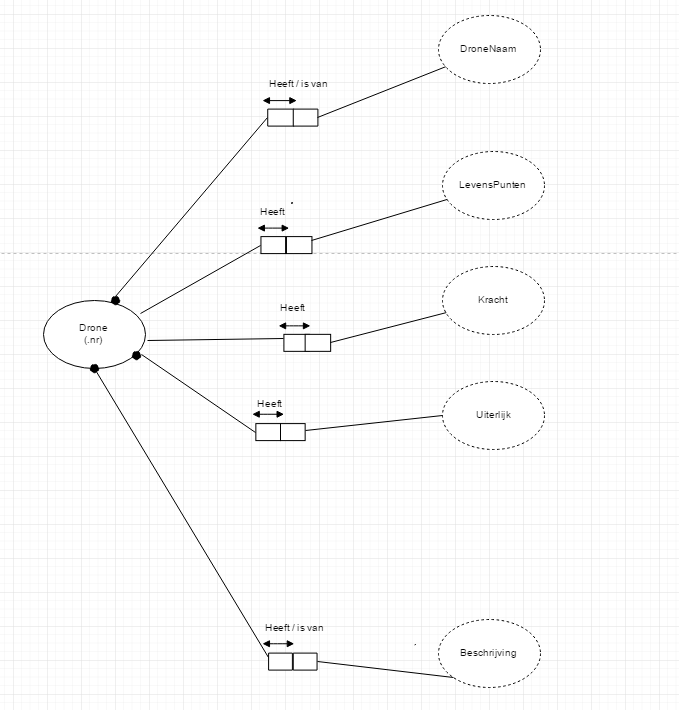 DroneNaam
Heeft / is van
LevensPunten
Heeft
Kracht
Heeft
Drone
(.nr)
Heeft
Uiterlijk
Heeft / is van
Beschrijving